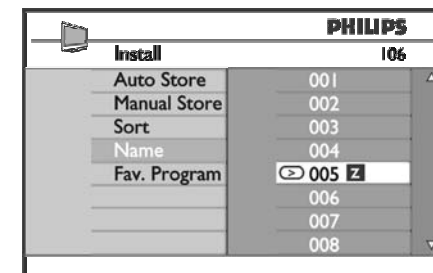 PHILIPS
Install 106
Auto Store 001
Manual Store 002
Sort 003
Name 004
Fav. Program > 005 Z
006
007
008